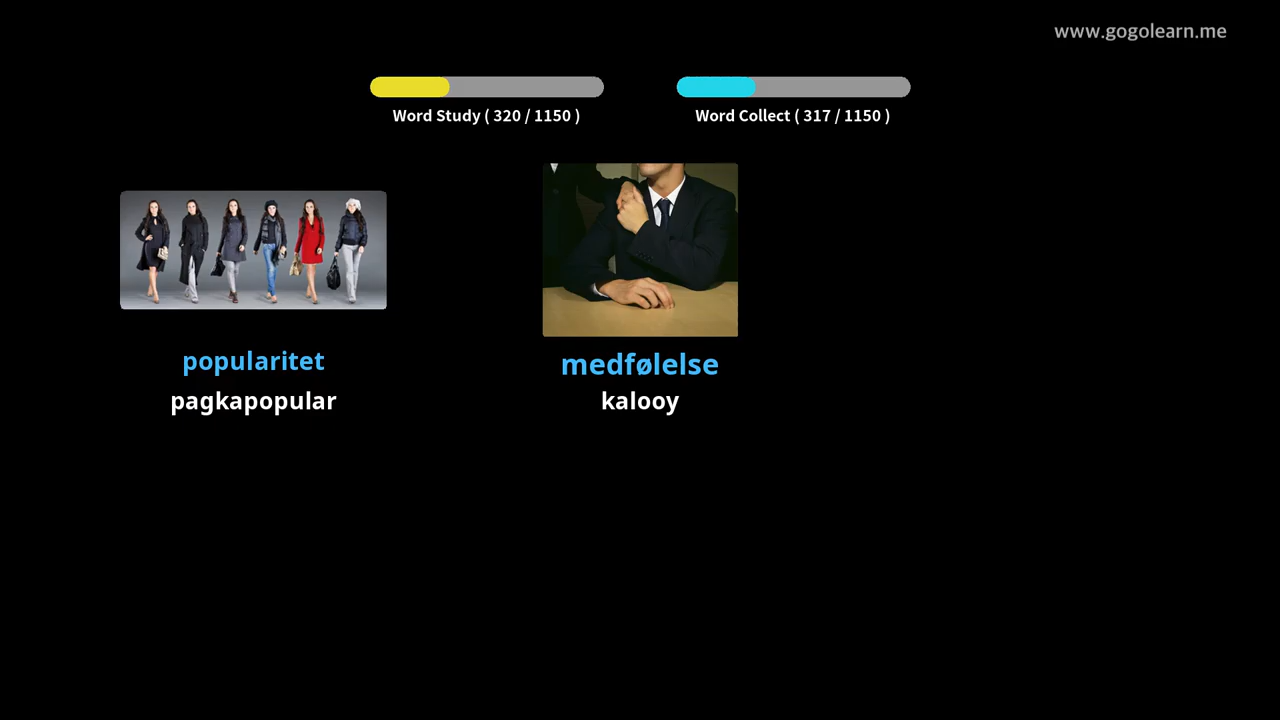 www.gogolearn.me
Word Study ( 320 / 1150 )
Word Collect ( 317 / 1150 )
popularitet
pagkapopular
medfølelse
kalooy